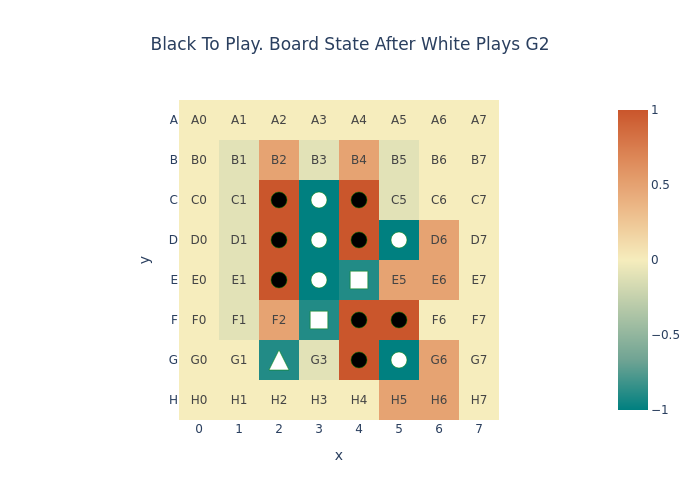 Black To Play. Board State After White Plays G2
A A0 A1 A2 A3 A4 A5 A6 A7
B B0 B1 B2 B3 B4 B5 B6 B7
C C0 C1 C5 C6 C7
D D0 D1 D6 D7
E E0 E1 E5 E6 E7
F F0 F1 F2 F6 F7
G G0 G1 G3 G6 G7
H H0 H1 H2 H3 H4 H5 H6 H7
0 1 2 3 4 5 6 7
x
y
1
0.5
0
−0.5
−1